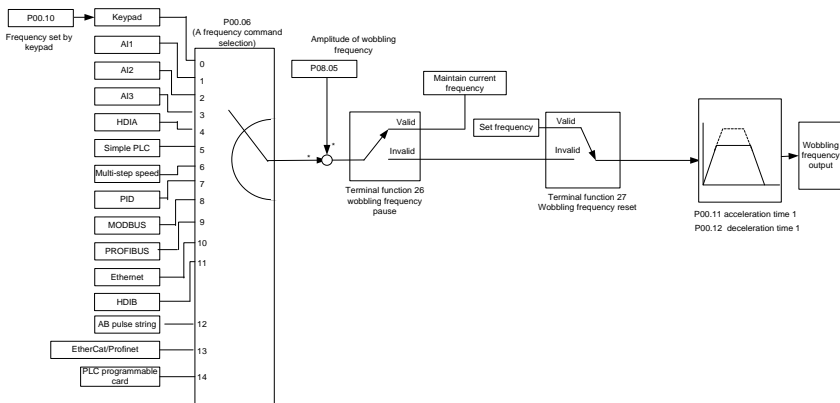 P00.10
Frequency set by
keypad
Keypad
AI1
AI2
AI3
HDIA
Simple PLC
Multi-step speed
PID
MODBUS
PROFIBUS
Ethernet
HDIB
AB pulse string
EtherCat/Profinet
PLC programmable
card
P00.06
(A frequency command
selection)
0
1
2
3
4
5
6
7
8
9
10
11
12
13
14
Amplitude of wobbling
frequency
P08.05
*
*
Valid
Invalid
Terminal function 26
wobbling frequency
pause
Maintain current
frequency
Set frequency
Valid
Invalid
Terminal function 27
Wobbling frequency reset
P00.11 acceleration time 1
P00.12 deceleration time 1
Wobbling
frequency
output